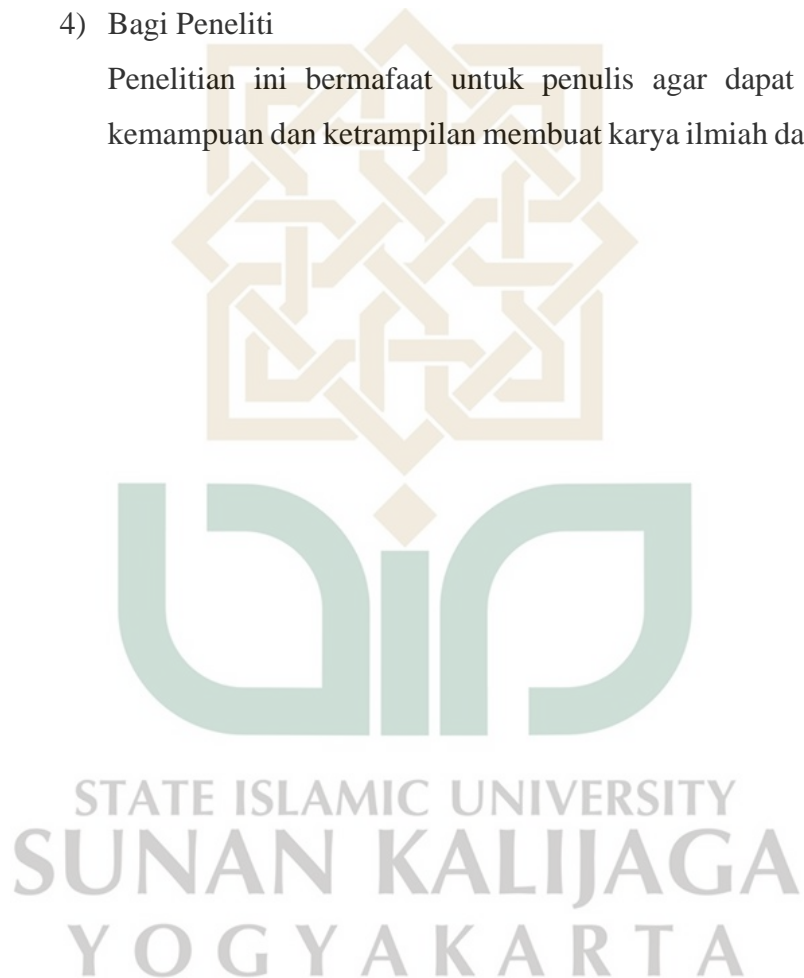 4) Bagi Peneliti
Penelitian ini bermafaat untuk penulis agar dapat
kemampuan dan ketrampilan membuat karya ilmiah da
STATE ISLAMIC UNIVERSITY
SUNAN KALIJAGA
YOGYAKARTA